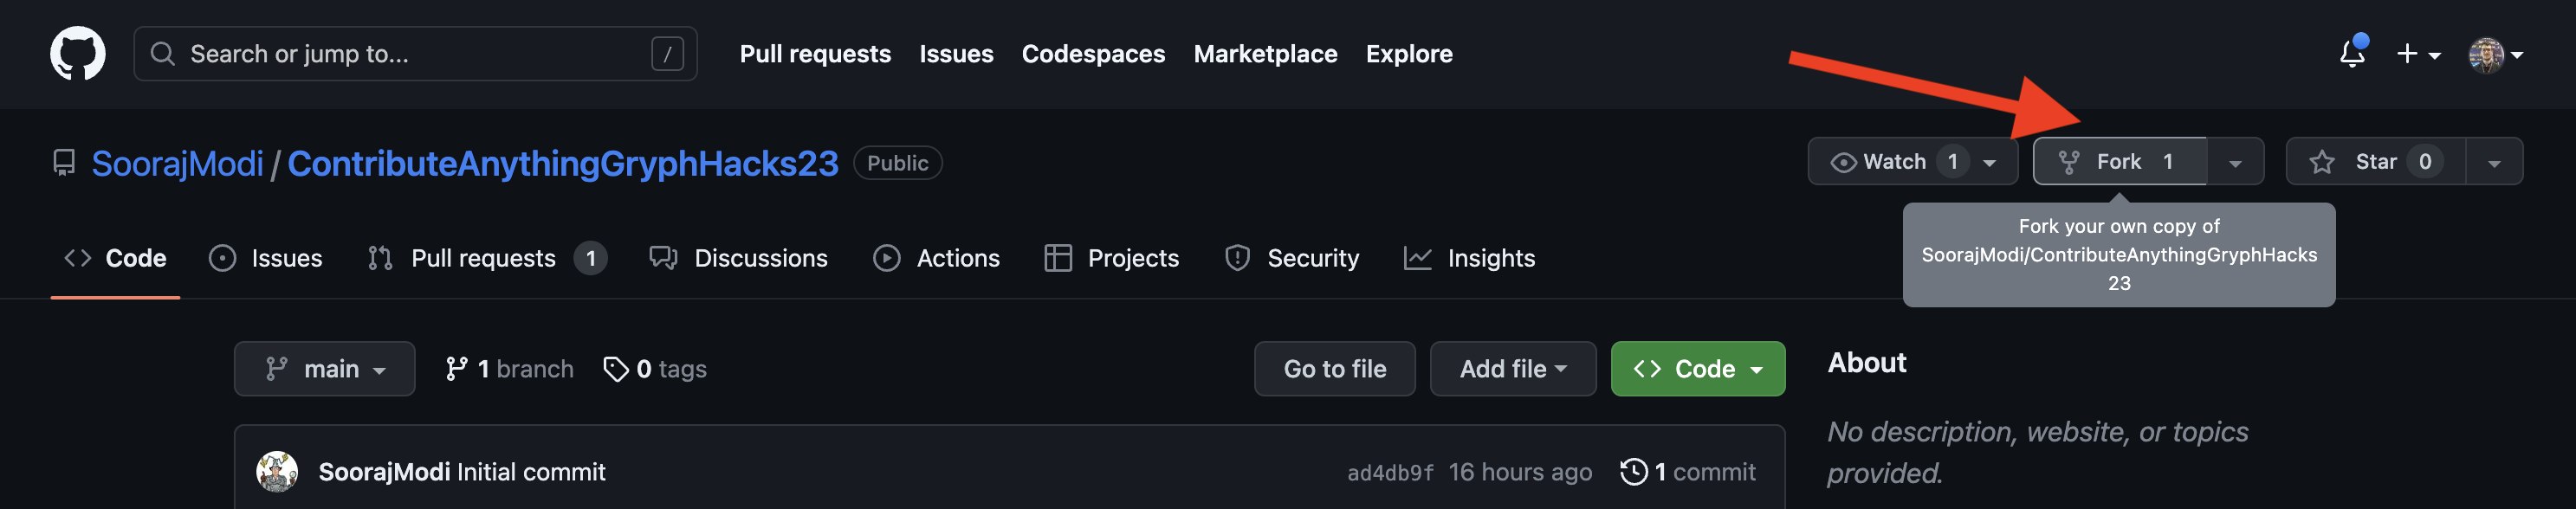 Search or jump to... /
Pull requests Issues Codespaces Marketplace Explore
SoorajModi / ContributeAnythingGryphHacks23 Public
Watch 1 Fork 1 Star 0
Fork your own copy of
SoorajModi/ContributeAnythingGryphHacks
23
Code Issues Pull requests 1 Discussions Actions Projects Security Insights
main 1 branch 0 tags Go to file Add file Code
About
No description, website, or topics
provided.
SoorajModi Initial commit ad4db9f 16 hours ago 1 commit